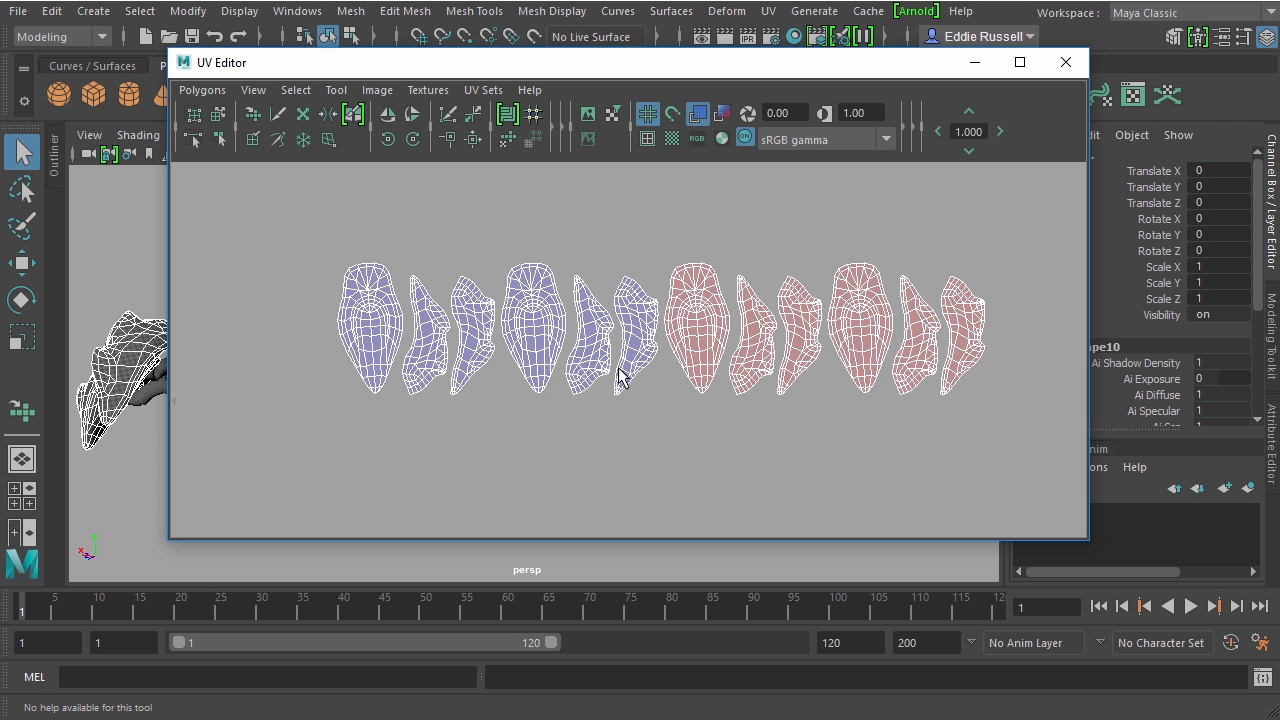 File Edit Create Select Modify Display Windows Mesh Edit Mesh Mesh Tools Mesh Display Curves Surfaces Deform UV Generate Cache [Arnold] Help Workspace : Maya Classic
Modeling No Live Surface Eddie Russell
Curves / Surfaces
UV Editor
Polygons View Select Tool Image Textures UV Sets Help
IPR 0.00 1.00
RGB ON sRGB gamma 1.000
Outliner
View Shading
Object Show
Translate X 0
Translate Y 0
Translate Z 0
Rotate X 0
Rotate Y 0
Rotate Z 0
Scale X 1
Scale Y 1
Scale Z 1
Visibility on
Ai Shadow Density 1
Ai Exposure 0
Ai Diffuse 1
Ai Specular 1
Channel Box / Layer Editor
Modeling Toolkit
Attribute Editor
Help
1
persp
1 5 10 15 20 25 30 35 40 45 50 55 60 65 70 75 80 85 90 95 100 105 110 115 1
1 1 1 120 120 200 No Anim Layer No Character Set
MEL
No help available for this tool